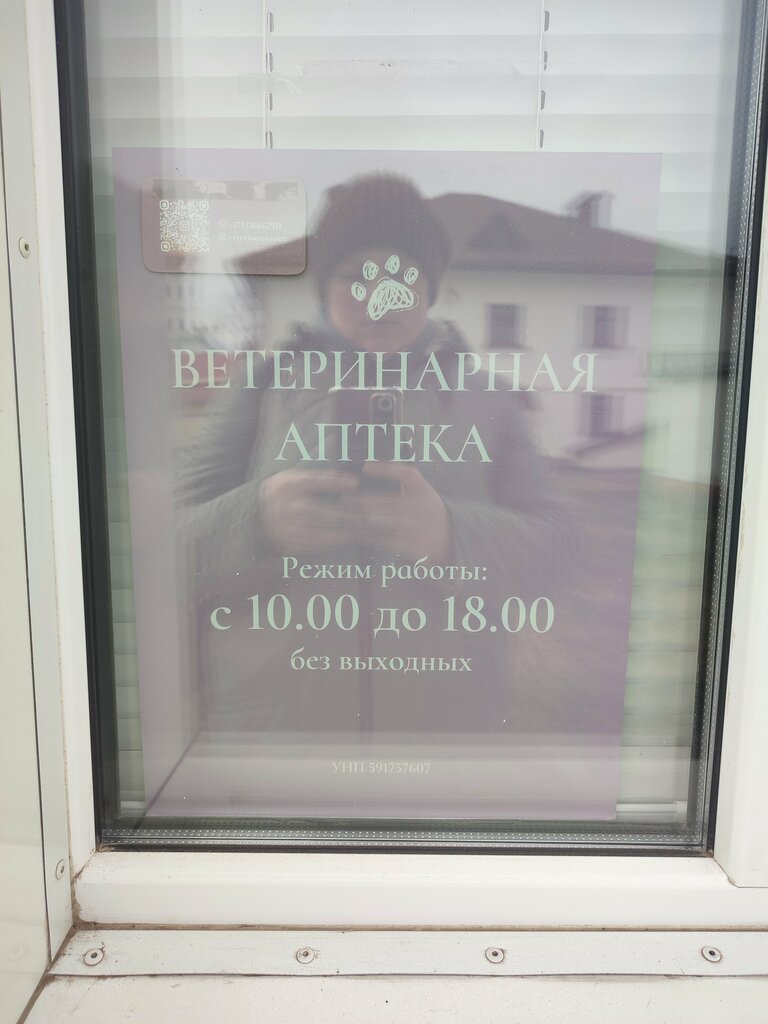 ВЕТЕРИНАРНАЯ
АПТЕКА
Режим работы:
с 10.00 до 18.00
без выходных
УНП 591757607